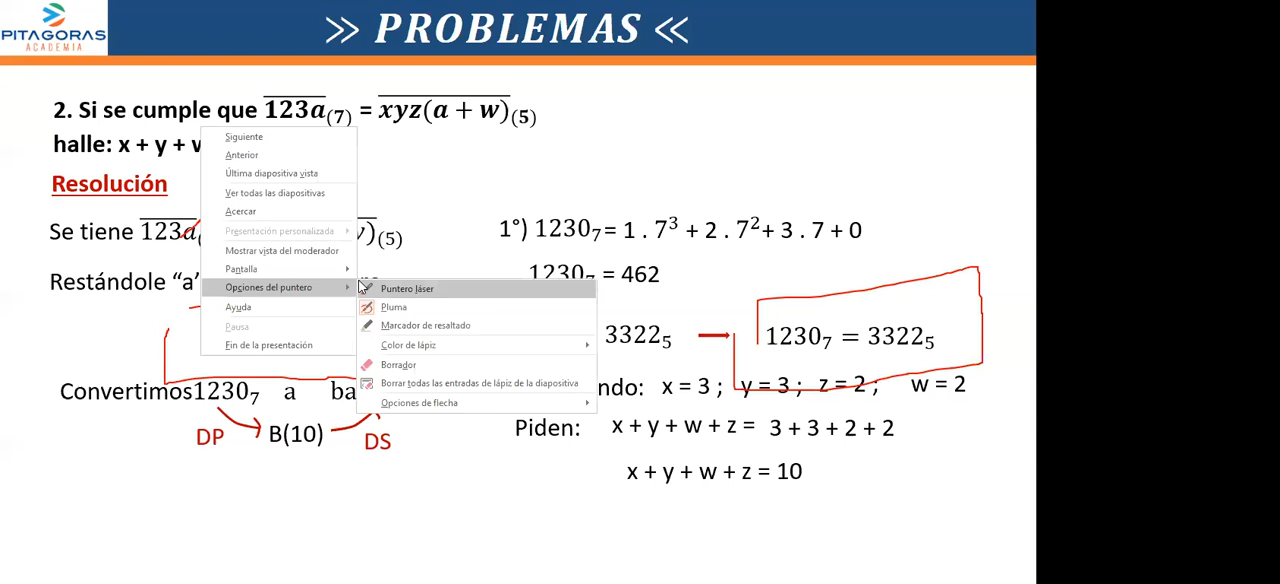 PITAGORAS
ACADEMIA
>> PROBLEMAS <<
2. Si se cumple que 123a(7) = xyz(a + w)(5)
halle: x + y + w
Siguiente
Anterior
Última diapositiva vista
Ver todas las diapositivas
Acercar
Presentación personalizada
Mostrar vista del moderador
Pantalla
Opciones del puntero
Ayuda
Pausa
Fin de la presentación
Puntero láser
Pluma
Marcador de resaltado
Color de lápiz
Borrador
Borrar todas las entradas de lápiz de la diapositiva
Opciones de flecha
Resolución
Se tiene 123a( )(5)
Restándole “a”
Convertimos 1230₇ a ba
DP B(10) DS
1°) 1230₇ = 1 . 7³ + 2 . 7² + 3 . 7 + 0
1230₇ = 462
3322₅ → 1230₇ = 3322₅
ndo: x = 3 ; y = 3 ; z = 2 ; w = 2
Piden: x + y + w + z = 3 + 3 + 2 + 2
x + y + w + z = 10